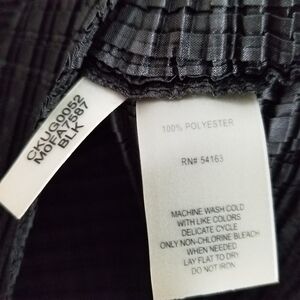 CKUG0052
M0EA7587
BLK
100% POLYESTER
RN# 54163
MACHINE WASH COLD
WITH LIKE COLORS
DELICATE CYCLE
ONLY NON-CHLORINE BLEACH
WHEN NEEDED
LAY FLAT TO DRY
DO NOT IRON